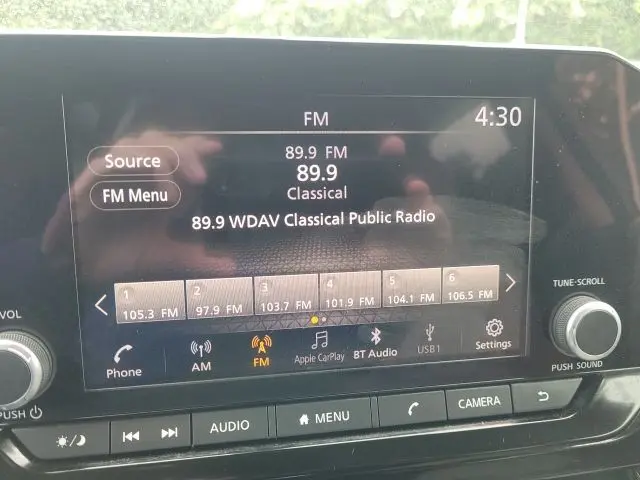 FM
4:30
Source
FM Menu
89.9 FM
89.9
Classical
89.9 WDAV Classical Public Radio
1
105.3 FM
2
97.9 FM
3
103.7 FM
4
101.9 FM
5
104.1 FM
6
106.5 FM
TUNE·SCROLL
VOL
Phone
AM
FM
Apple CarPlay
BT Audio
USB1
Settings
PUSH
PUSH SOUND
AUDIO
MENU
CAMERA